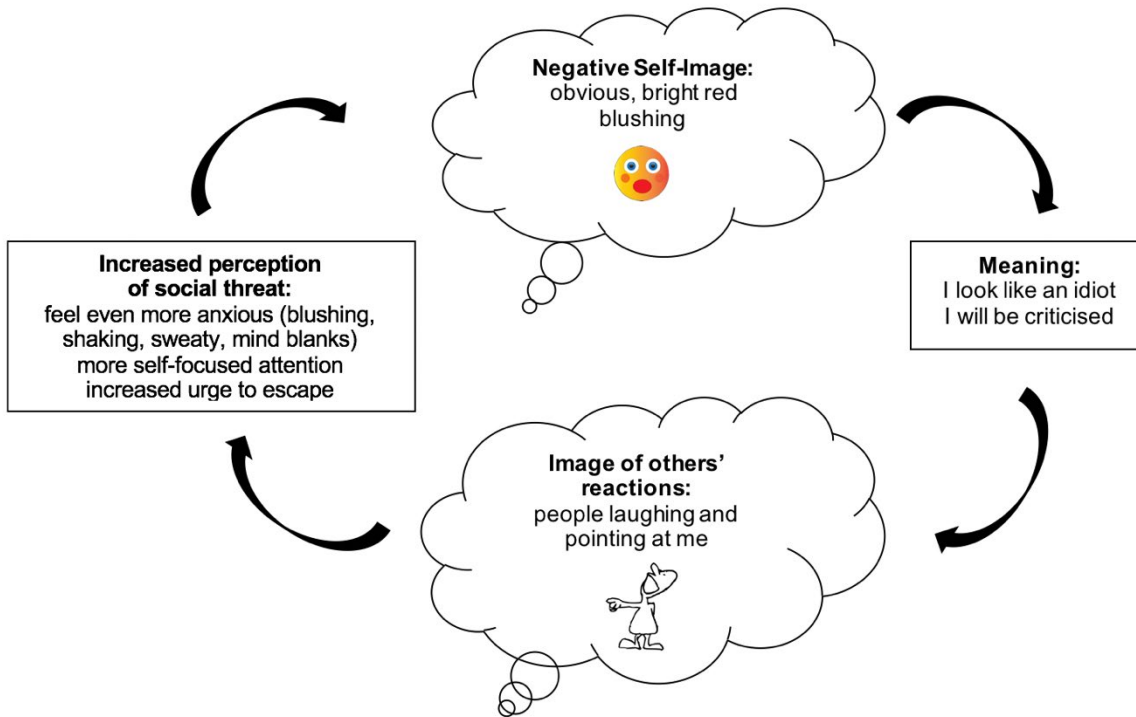 Negative Self-Image:
obvious, bright red
blushing
Meaning:
I look like an idiot
I will be criticised
Image of others’
reactions:
people laughing and
pointing at me
Increased perception
of social threat:
feel even more anxious (blushing,
shaking, sweaty, mind blanks)
more self-focused attention
increased urge to escape